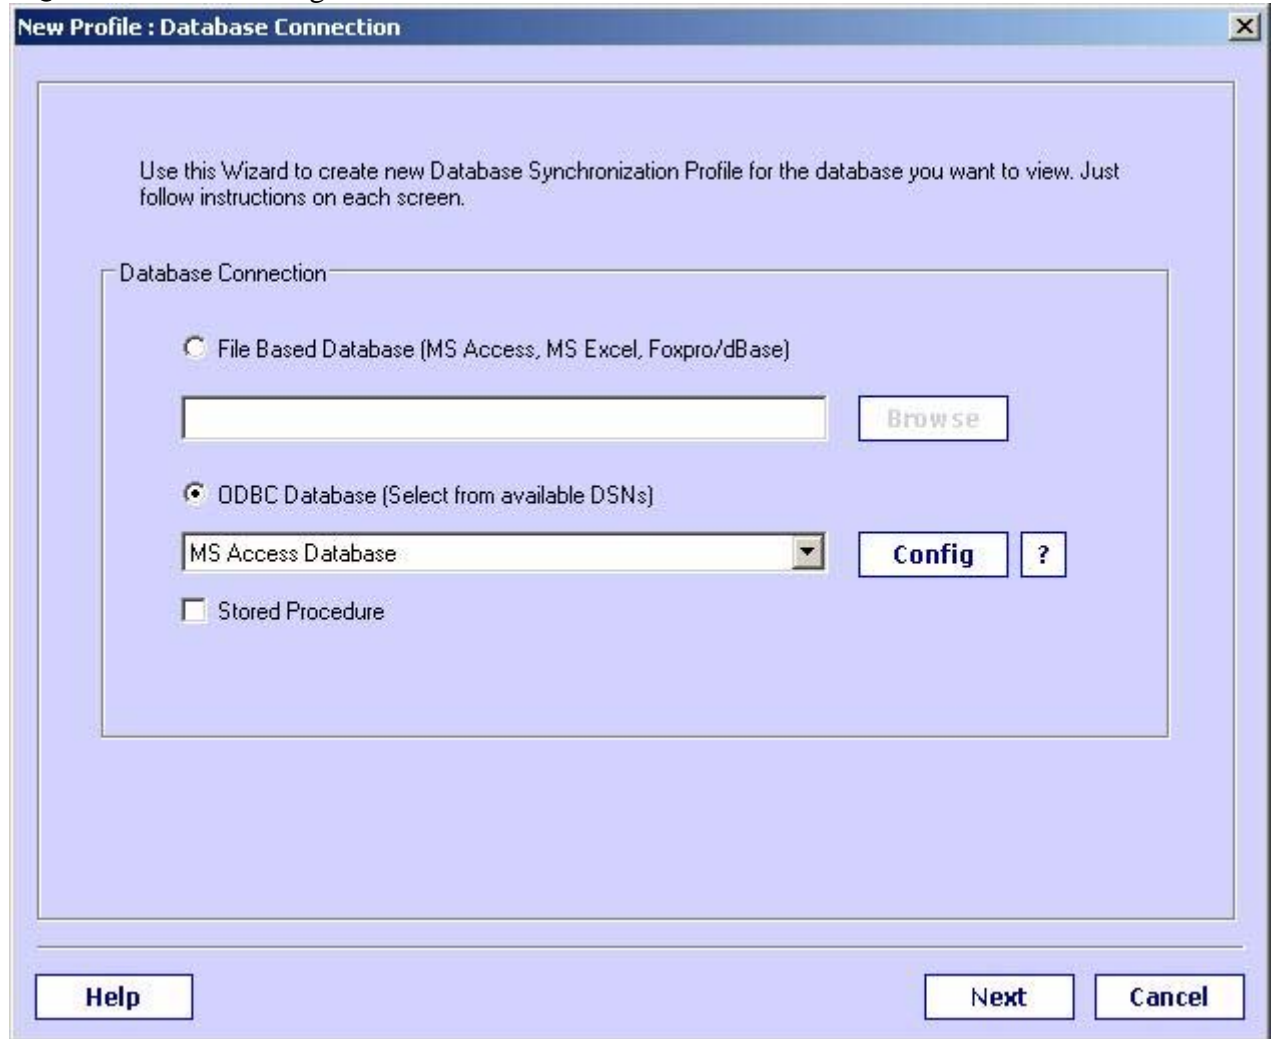 New Profile : Database Connection
Use this Wizard to create new Database Synchronization Profile for the database you want to view. Just
follow instructions on each screen.
Database Connection
File Based Database (MS Access, MS Excel, Foxpro/dBase)
Browse
ODBC Database (Select from available DSNs)
MS Access Database
Config ?
Stored Procedure
Help Next Cancel